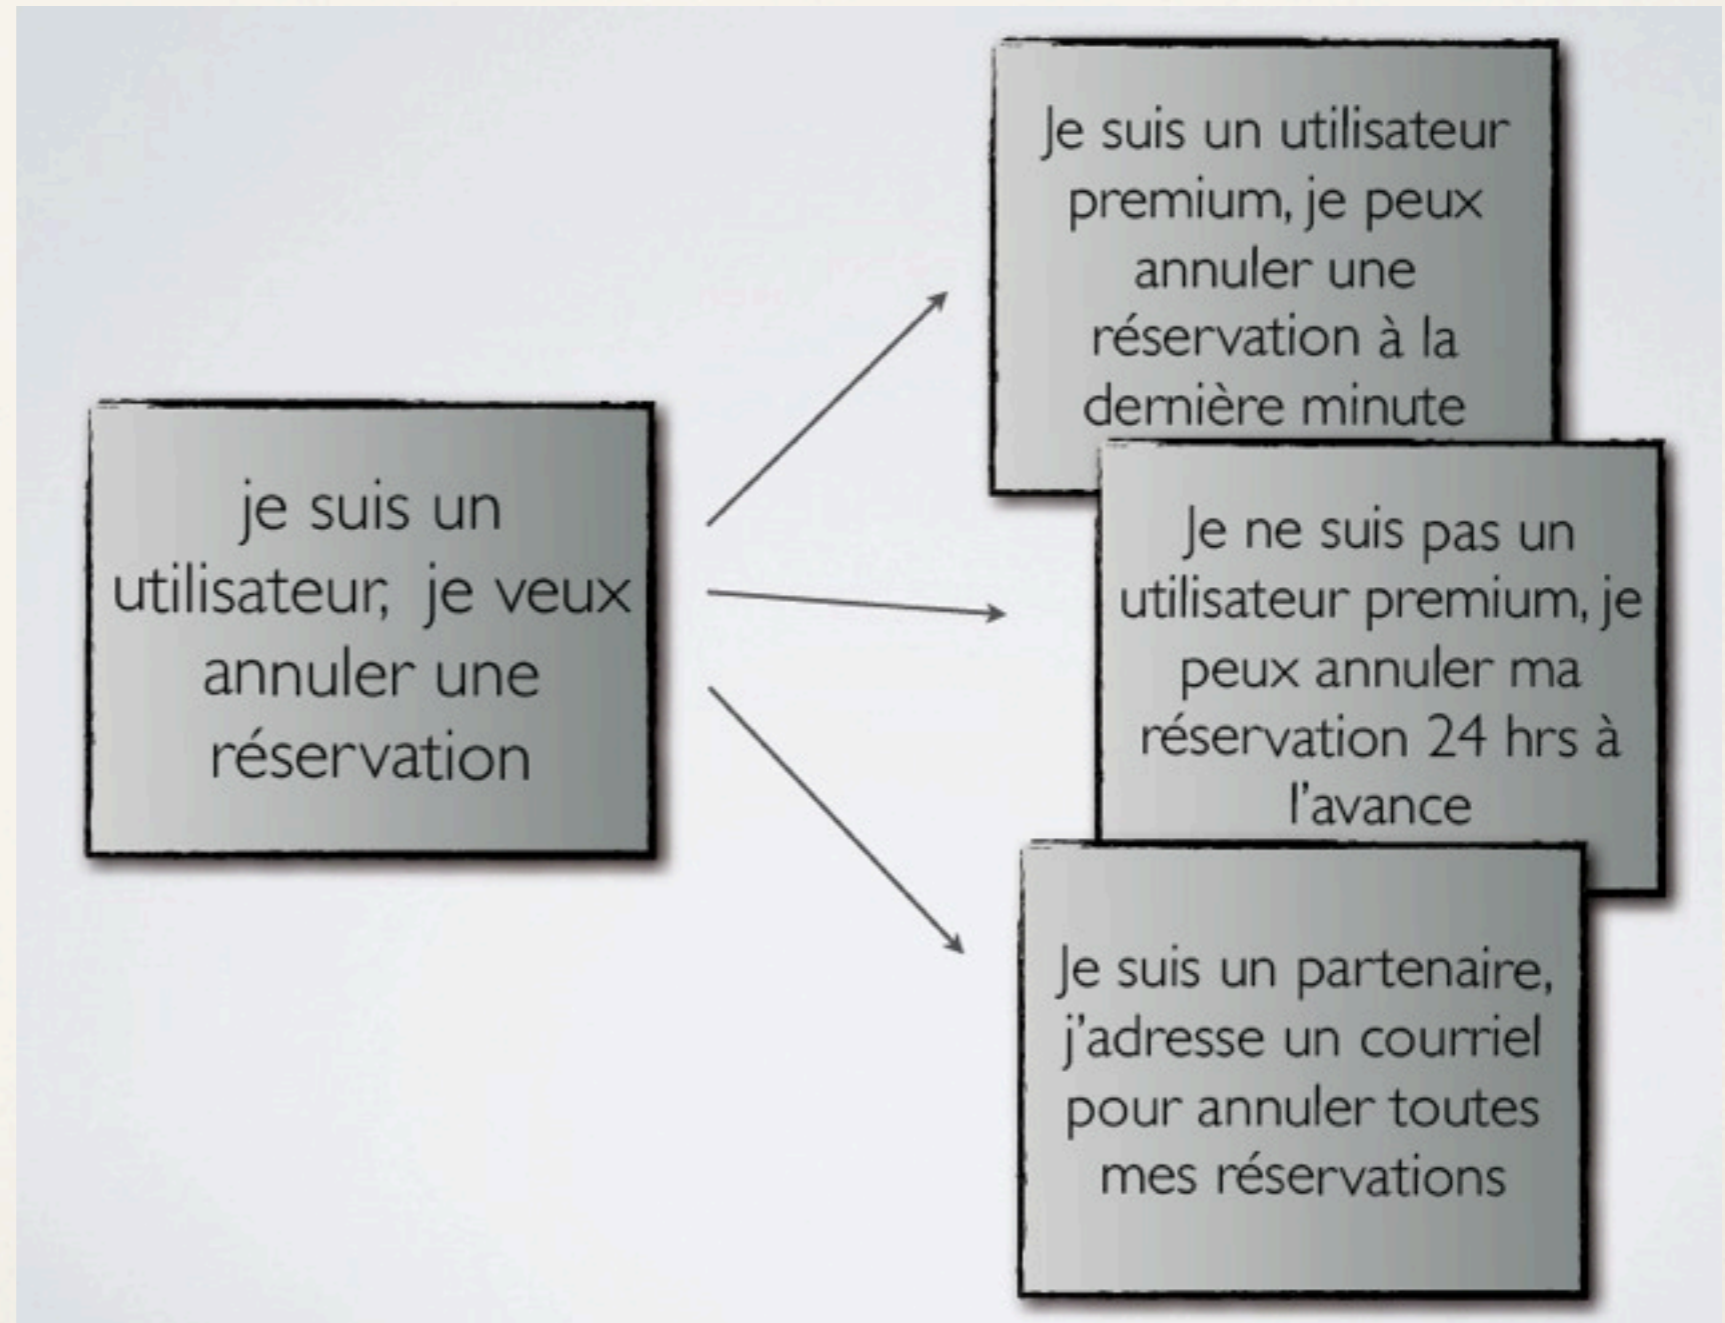 je suis un
utilisateur, je veux
annuler une
réservation
Je suis un utilisateur
premium, je peux
annuler une
réservation à la
dernière minute
Je ne suis pas un
utilisateur premium, je
peux annuler ma
réservation 24 hrs à
l'avance
Je suis un partenaire,
j'adresse un courriel
pour annuler toutes
mes réservations